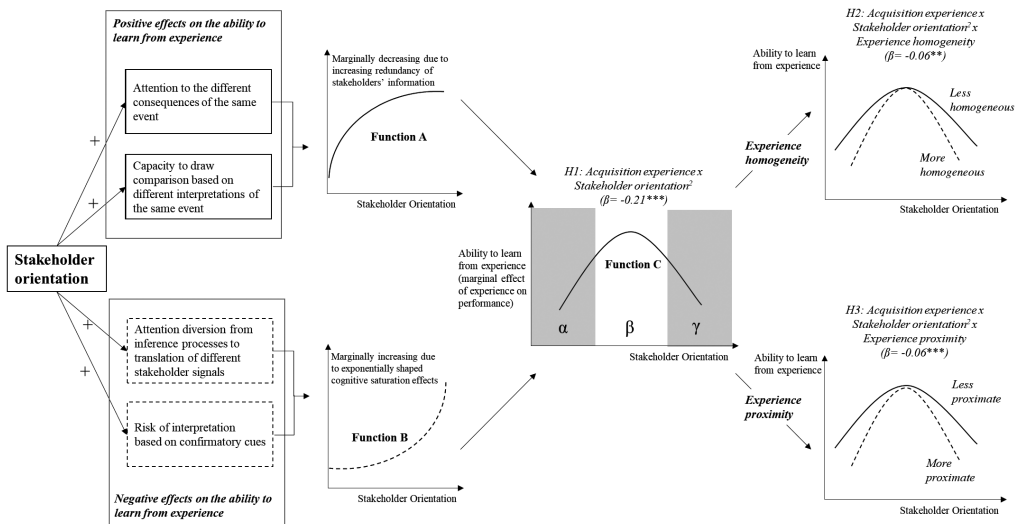 Positive effects on the ability to
learn from experience
Attention to the different
consequences of the same
event
+
Capacity to draw
comparison based on
different interpretations of
the same event
+
Stakeholder
orientation
+
Attention diversion from
inference processes to
translation of different
stakeholder signals
+
Risk of interpretation
based on confirmatory cues
Negative effects on the ability to
learn from experience
Marginally decreasing due to
increasing redundancy of
stakeholders' information
Function A
Stakeholder Orientation
Marginally increasing due
to exponentially shaped
cognitive saturation effects
Function B
Stakeholder Orientation
H1: Acquisition experience x
Stakeholder orientation²
(β= -0.21***)
Ability to learn
from experience
(marginal effect
of experience on
performance)
Function C
α β γ
Stakeholder Orientation
Experience
homogeneity
Experience
proximity
H2: Acquisition experience x
Stakeholder orientation² x
Experience homogeneity
(β= -0.06**)
Ability to learn
from experience
Less
homogeneous
More
homogeneous
Stakeholder Orientation
H3: Acquisition experience x
Stakeholder orientation² x
Experience proximity
(β= -0.06***)
Ability to learn
from experience
Less
proximate
More
proximate
Stakeholder Orientation